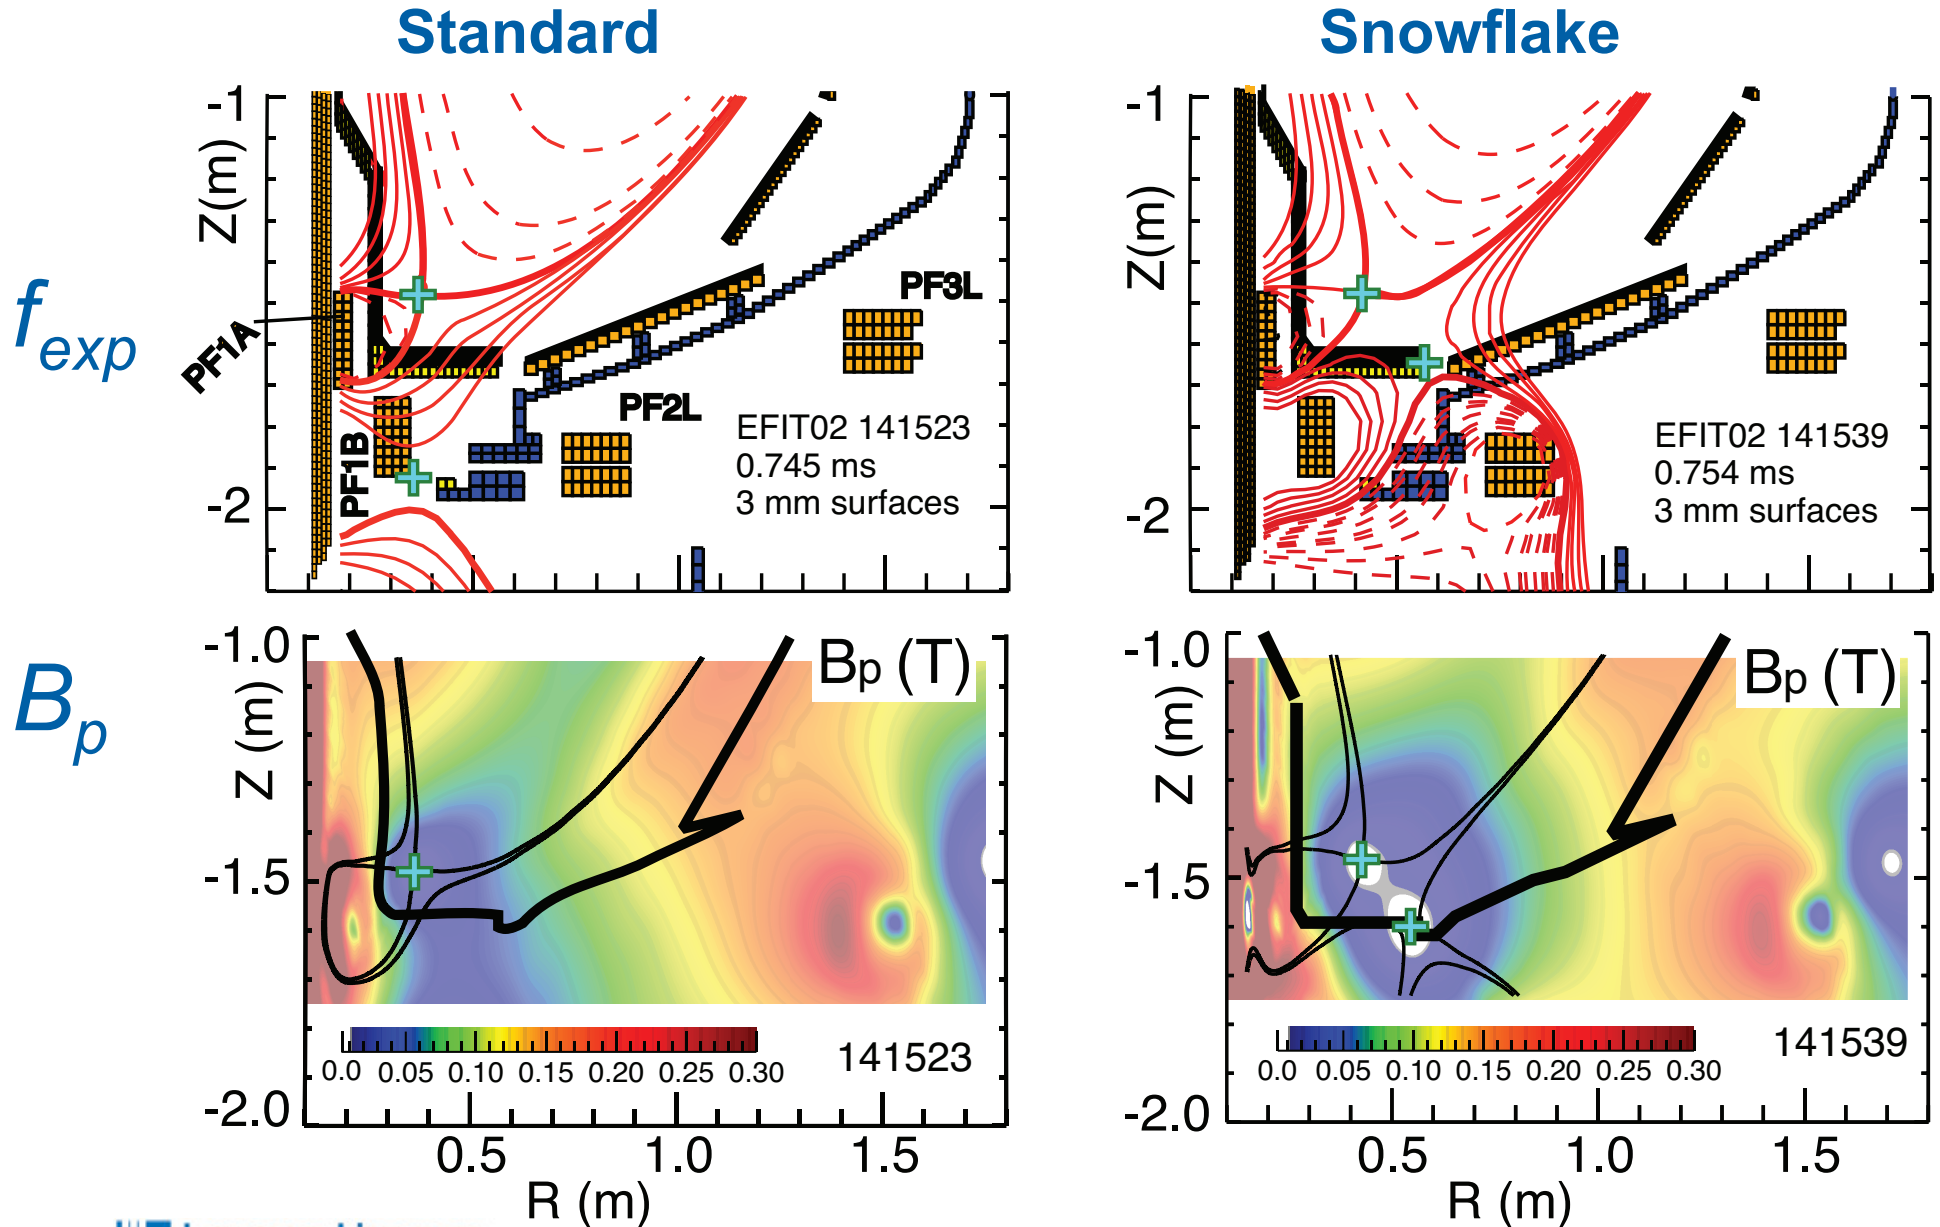 Standard
Snowflake
f_exp
-1
Z(m)
-2
PF1A
PF1B
PF2L
PF3L
EFIT02 141523
0.745 ms
3 mm surfaces
-1
Z(m)
-2
EFIT02 141539
0.754 ms
3 mm surfaces
B_p
-1.0
Z (m)
-1.5
-2.0
Bp (T)
0.0 0.05 0.10 0.15 0.20 0.25 0.30
141523
0.5 1.0 1.5
R (m)
-1.0
Z (m)
-1.5
-2.0
Bp (T)
0.0 0.05 0.10 0.15 0.20 0.25 0.30
141539
0.5 1.0 1.5
R (m)